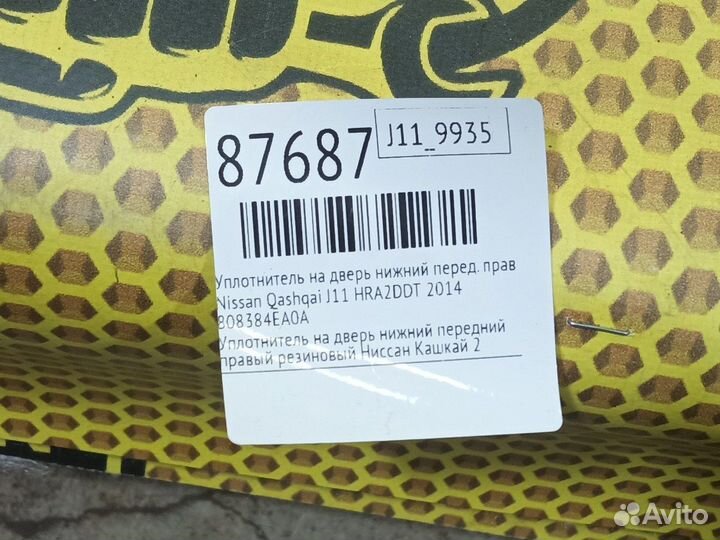 87687
J11_9935
Уплотнитель на дверь нижний перед. прав
Nissan Qashqai J11 HRA2DDT 2014
808384EA0A
Уплотнитель на дверь нижний передний
правый резиновый Ниссан Кашкай 2
Avito